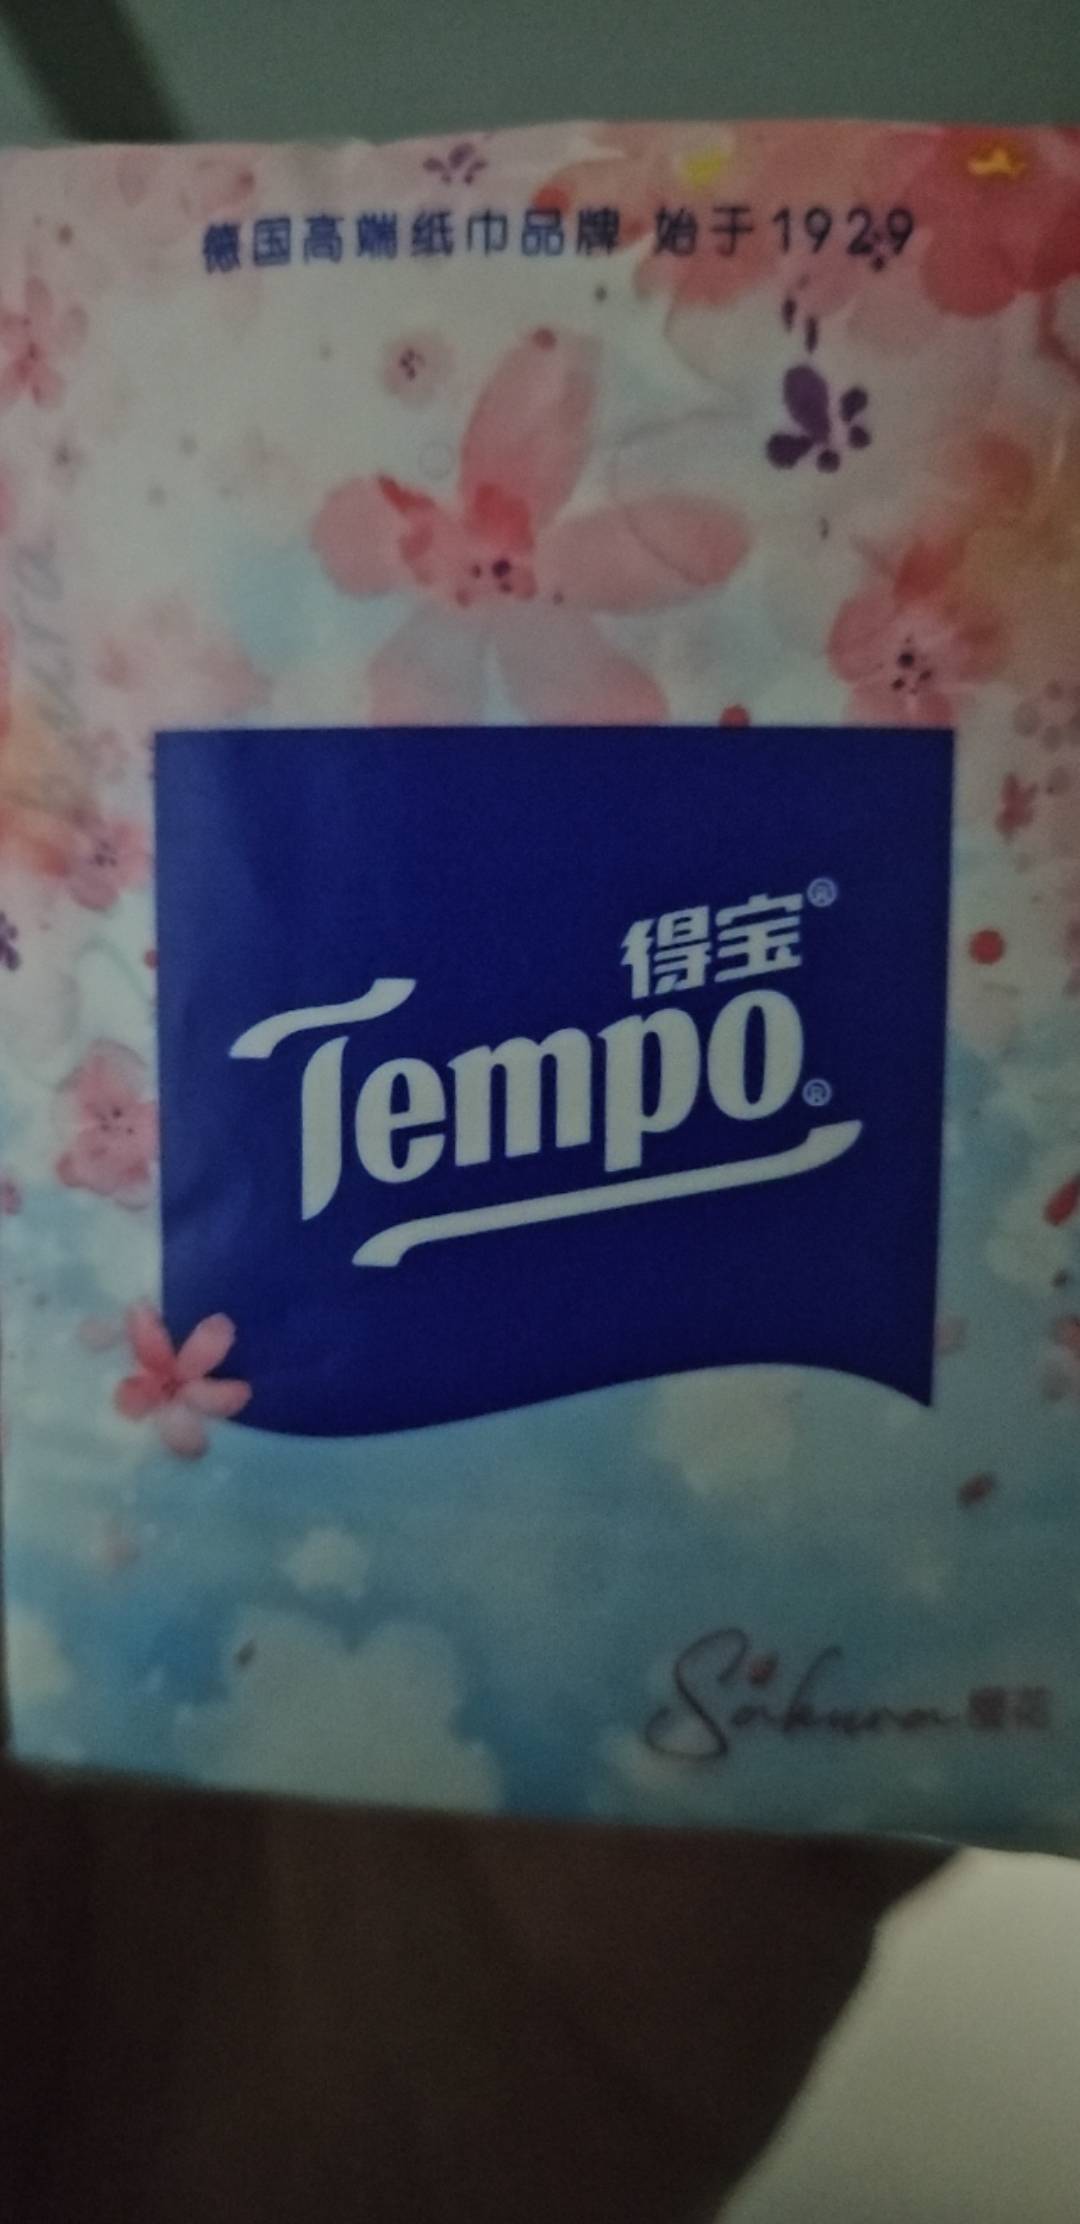 德国高端纸巾品牌 始于1929
得宝®
Tempo®
Sakura 樱花